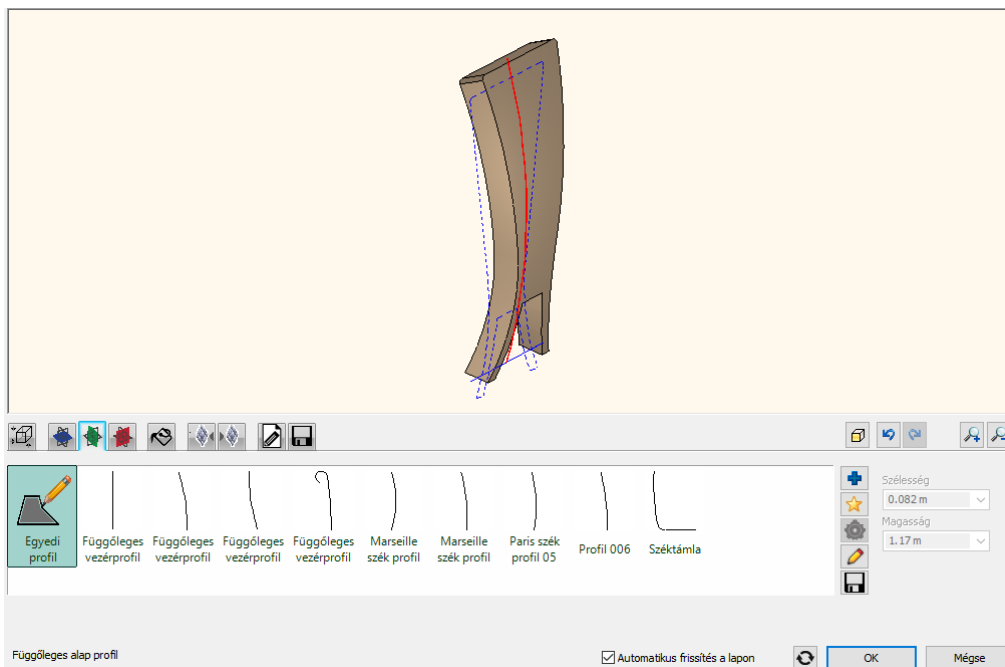 Egyedi
profil
Függőleges
vezérprofil
Függőleges
vezérprofil
Függőleges
vezérprofil
Függőleges
vezérprofil
Marseille
szék profil
Marseille
szék profil
Paris szék
profil 05
Profil 006
Széktámla
Szélesség
0.082 m
Magasság
1.17 m
Függőleges alap profil
Automatikus frissítés a lapon
OK
Mégse